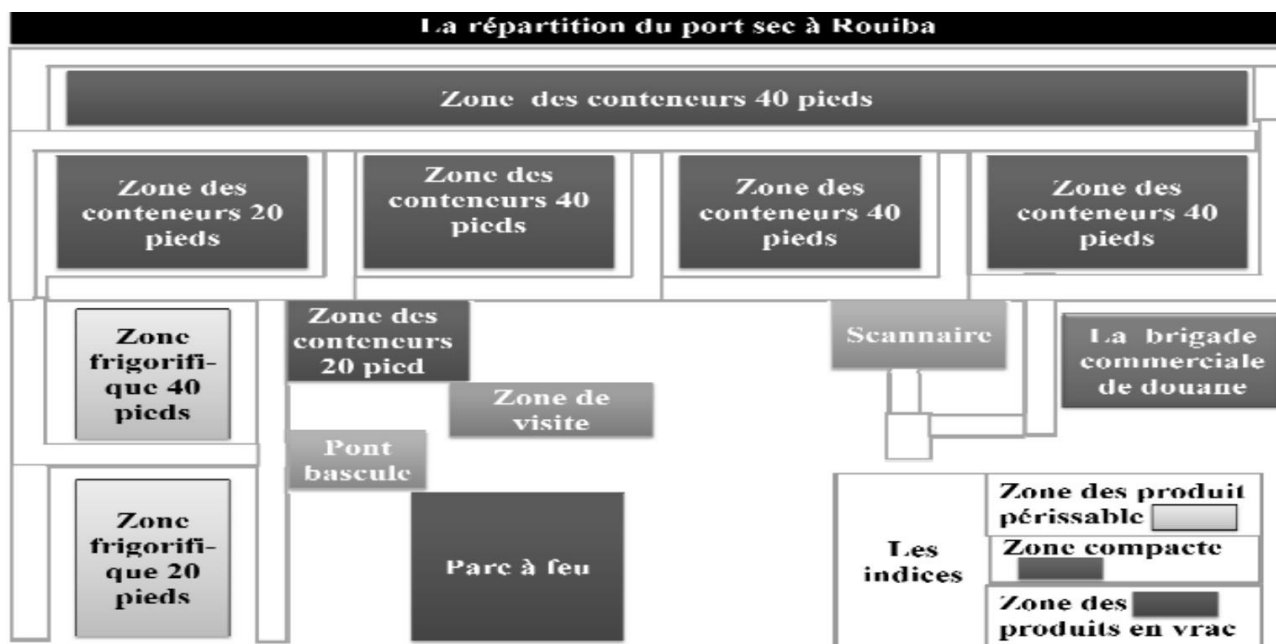 La répartition du port sec à Rouiba
Zone des conteneurs 40 pieds
Zone des
conteneurs 20
pieds
Zone des
conteneurs 40
pieds
Zone des
conteneurs 40
pieds
Zone des
conteneurs 40
pieds
Zone
frigorifi-
que 40
pieds
Zone des
conteneurs
20 pied
Scannaire
La brigade
commerciale
de douane
Zone de
visite
Pont
bascule
Zone
frigorifi-
que 20
pieds
Parc à feu
Les
indices
Zone des produit
périssable
Zone compacte
Zone des
produits en vrac